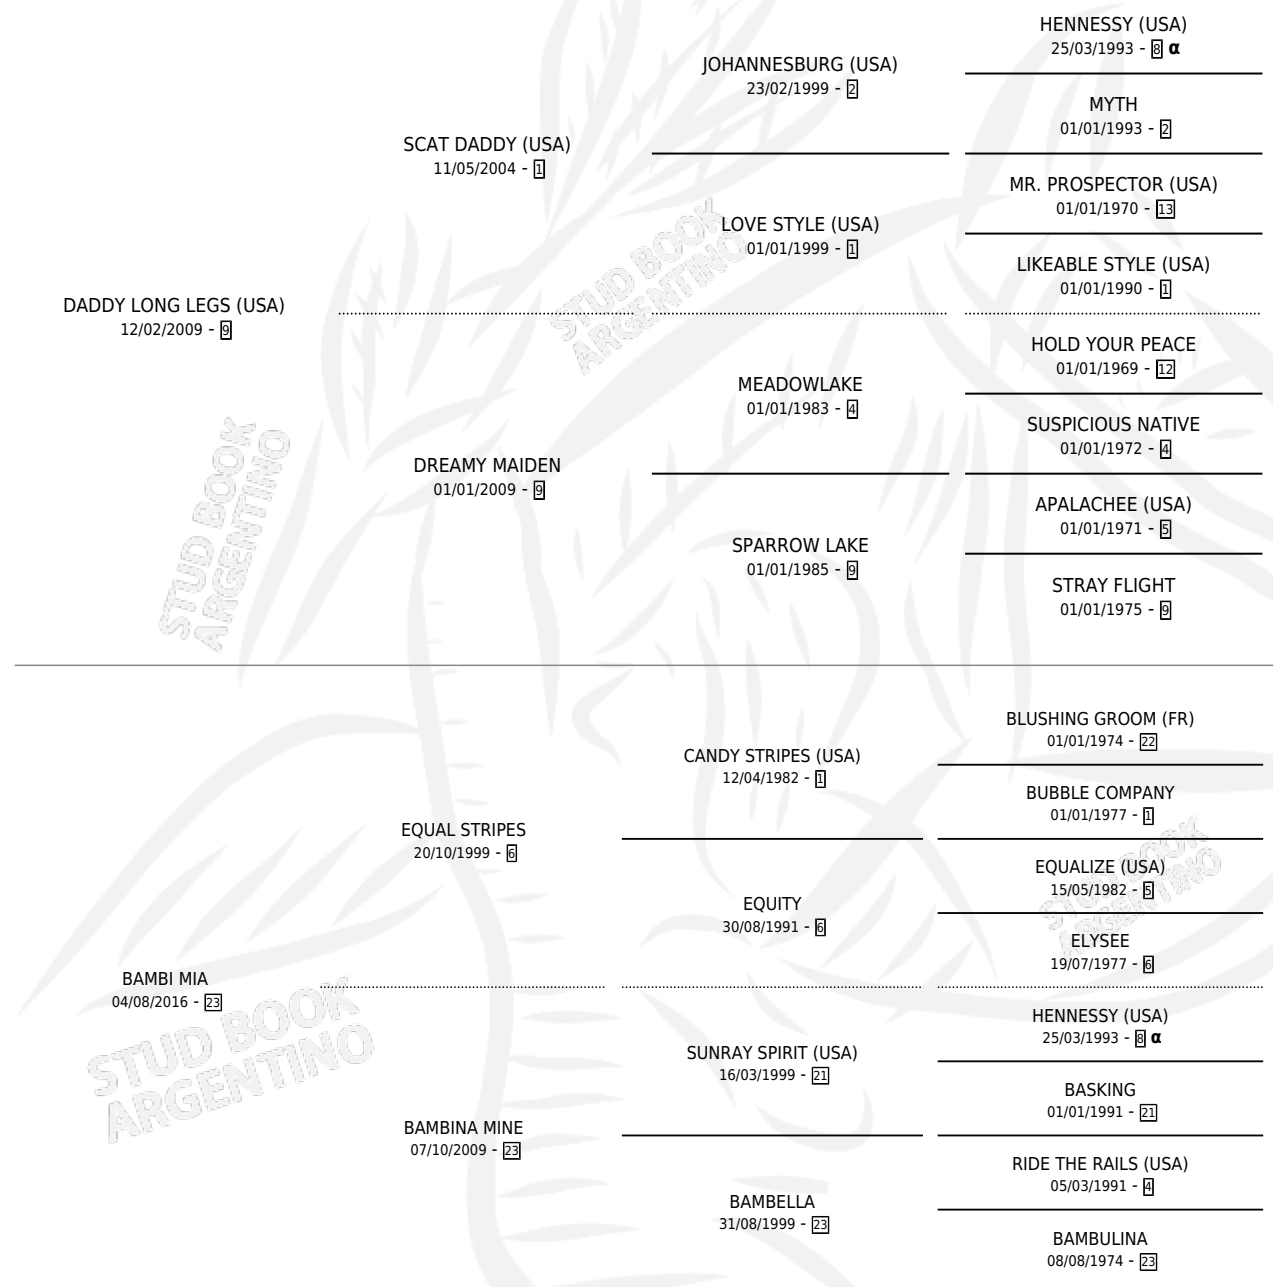 HENNESSY (USA)
25/03/1993 - 8 α
JOHANNESBURG (USA)
23/02/1999 - 2
MYTH
01/01/1993 - 2
SCAT DADDY (USA)
11/05/2004 - 1
MR. PROSPECTOR (USA)
01/01/1970 - 13
LOVE STYLE (USA)
01/01/1999 - 1
LIKEABLE STYLE (USA)
01/01/1990 - 1
DADDY LONG LEGS (USA)
12/02/2009 - 9
HOLD YOUR PEACE
01/01/1969 - 12
MEADOWLAKE
01/01/1983 - 4
SUSPICIOUS NATIVE
01/01/1972 - 4
DREAMY MAIDEN
01/01/2009 - 9
APALACHEE (USA)
01/01/1971 - 5
SPARROW LAKE
01/01/1985 - 9
STRAY FLIGHT
01/01/1975 - 9
BLUSHING GROOM (FR)
01/01/1974 - 22
CANDY STRIPES (USA)
12/04/1982 - 1
BUBBLE COMPANY
01/01/1977 - 1
EQUAL STRIPES
20/10/1999 - 6
EQUALIZE (USA)
15/05/1982 - 5
EQUITY
30/08/1991 - 6
ELYSEE
19/07/1977 - 6
BAMBI MIA
04/08/2016 - 23
HENNESSY (USA)
25/03/1993 - 8 α
SUNRAY SPIRIT (USA)
16/03/1999 - 21
BASKING
01/01/1991 - 21
BAMBINA MINE
07/10/2009 - 23
RIDE THE RAILS (USA)
05/03/1991 - 4
BAMBELLA
31/08/1999 - 23
BAMBULINA
08/08/1974 - 23
STUD BOOK
ARGENTINO
STUD BOOK
ARGENTINO
STUD BOOK
ARGENTINO
STUD BOOK
ARGENTINO